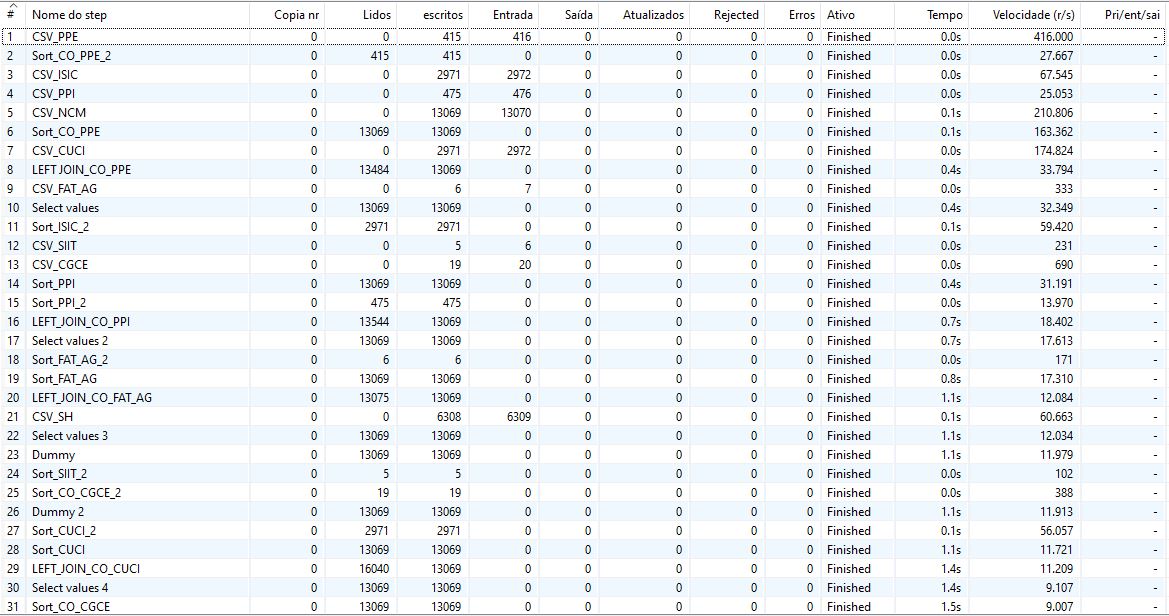 # Nome do step Copia nr Lidos escritos Entrada Saída Atualizados Rejected Erros Ativo Tempo Velocidade (r/s) Pri/ent/sai
1 CSV_PPE 0 0 415 416 0 0 0 0 Finished 0.0s 416.000 -
2 Sort_CO_PPE_2 0 415 415 0 0 0 0 0 Finished 0.0s 27.667 -
3 CSV_ISIC 0 0 2971 2972 0 0 0 0 Finished 0.0s 67.545 -
4 CSV_PPI 0 0 475 476 0 0 0 0 Finished 0.0s 25.053 -
5 CSV_NCM 0 0 13069 13070 0 0 0 0 Finished 0.1s 210.806 -
6 Sort_CO_PPE 0 13069 13069 0 0 0 0 0 Finished 0.1s 163.362 -
7 CSV_CUCI 0 0 2971 2972 0 0 0 0 Finished 0.0s 174.824 -
8 LEFT JOIN_CO_PPE 0 13484 13069 0 0 0 0 0 Finished 0.4s 33.794 -
9 CSV_FAT_AG 0 0 6 7 0 0 0 0 Finished 0.0s 333 -
10 Select values 0 13069 13069 0 0 0 0 0 Finished 0.4s 32.349 -
11 Sort_ISIC_2 0 2971 2971 0 0 0 0 0 Finished 0.1s 59.420 -
12 CSV_SIIT 0 0 5 6 0 0 0 0 Finished 0.0s 231 -
13 CSV_CGCE 0 0 19 20 0 0 0 0 Finished 0.0s 690 -
14 Sort_PPI 0 13069 13069 0 0 0 0 0 Finished 0.4s 31.191 -
15 Sort_PPI_2 0 475 475 0 0 0 0 0 Finished 0.0s 13.970 -
16 LEFT_JOIN_CO_PPI 0 13544 13069 0 0 0 0 0 Finished 0.7s 18.402 -
17 Select values 2 0 13069 13069 0 0 0 0 0 Finished 0.7s 17.613 -
18 Sort_FAT_AG_2 0 6 6 0 0 0 0 0 Finished 0.0s 171 -
19 Sort_FAT_AG 0 13069 13069 0 0 0 0 0 Finished 0.8s 17.310 -
20 LEFT_JOIN_CO_FAT_AG 0 13075 13069 0 0 0 0 0 Finished 1.1s 12.084 -
21 CSV_SH 0 0 6308 6309 0 0 0 0 Finished 0.1s 60.663 -
22 Select values 3 0 13069 13069 0 0 0 0 0 Finished 1.1s 12.034 -
23 Dummy 0 13069 13069 0 0 0 0 0 Finished 1.1s 11.979 -
24 Sort_SIIT_2 0 5 5 0 0 0 0 0 Finished 0.0s 102 -
25 Sort_CO_CGCE_2 0 19 19 0 0 0 0 0 Finished 0.0s 388 -
26 Dummy 2 0 13069 13069 0 0 0 0 0 Finished 1.1s 11.913 -
27 Sort_CUCI_2 0 2971 2971 0 0 0 0 0 Finished 0.1s 56.057 -
28 Sort_CUCI 0 13069 13069 0 0 0 0 0 Finished 1.1s 11.721 -
29 LEFT_JOIN_CO_CUCI 0 16040 13069 0 0 0 0 0 Finished 1.4s 11.209 -
30 Select values 4 0 13069 13069 0 0 0 0 0 Finished 1.4s 9.107 -
31 Sort_CO_CGCE 0 13069 13069 0 0 0 0 0 Finished 1.5s 9.007 -